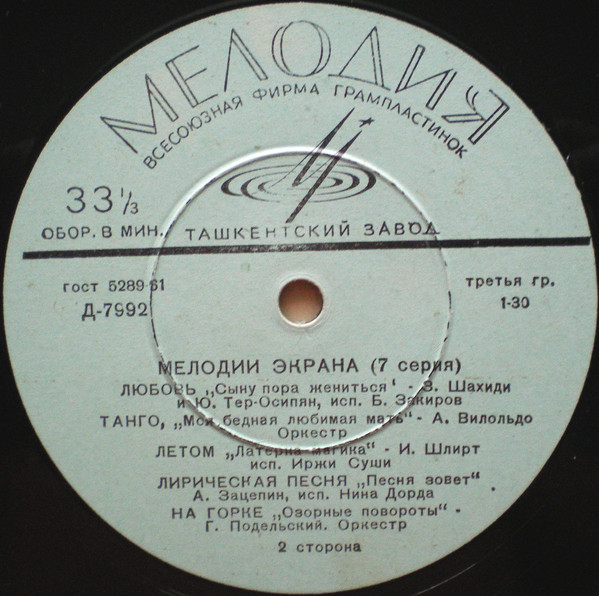 МЕЛОДИЯ
ВСЕСОЮЗНАЯ ФИРМА ГРАМПЛАСТИНОК
33 1/3
ОБОР. В МИН.
ТАШКЕНТСКИЙ ЗАВОД
гост 5289-61
третья гр.
Д-7992
1-30
МЕЛОДИИ ЭКРАНА (7 серия)
ЛЮБОВЬ „Сыну пора жениться' - З. Шахиди
и Ю. Тер-Осипян, исп. Б. Закиров
ТАНГО, „Моя бедная любимая мать" - А. Вилольдо
Оркестр
ЛЕТОМ „Латерна-магика" - И. Шлирт
исп. Иржи Суши
ЛИРИЧЕСКАЯ ПЕСНЯ „Песня зовет"
А. Зацепин, исп. Нина Дорда
НА ГОРКЕ „Озорные повороты" -
Г. Подельский. Оркестр
2 сторона